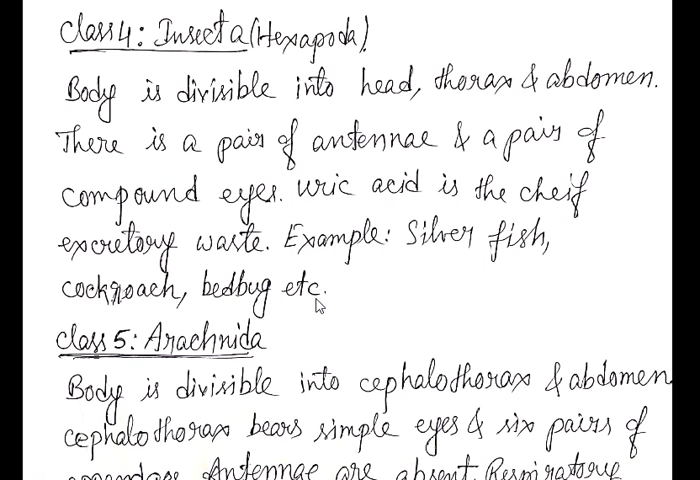 Class 4: Insecta (Hexapoda)
Body is divisible into head, thorax & abdomen.
There is a pair of antennae & a pair of
compound eyes. Uric acid is the cheif
excretory waste. Example: Silver fish,
cockroach, bedbug etc.
Class 5: Arachnida
Body is divisible into cephalothorax & abdomen
cephalothorax bears simple eyes & six pairs of
Antennae are absent. Respiratory